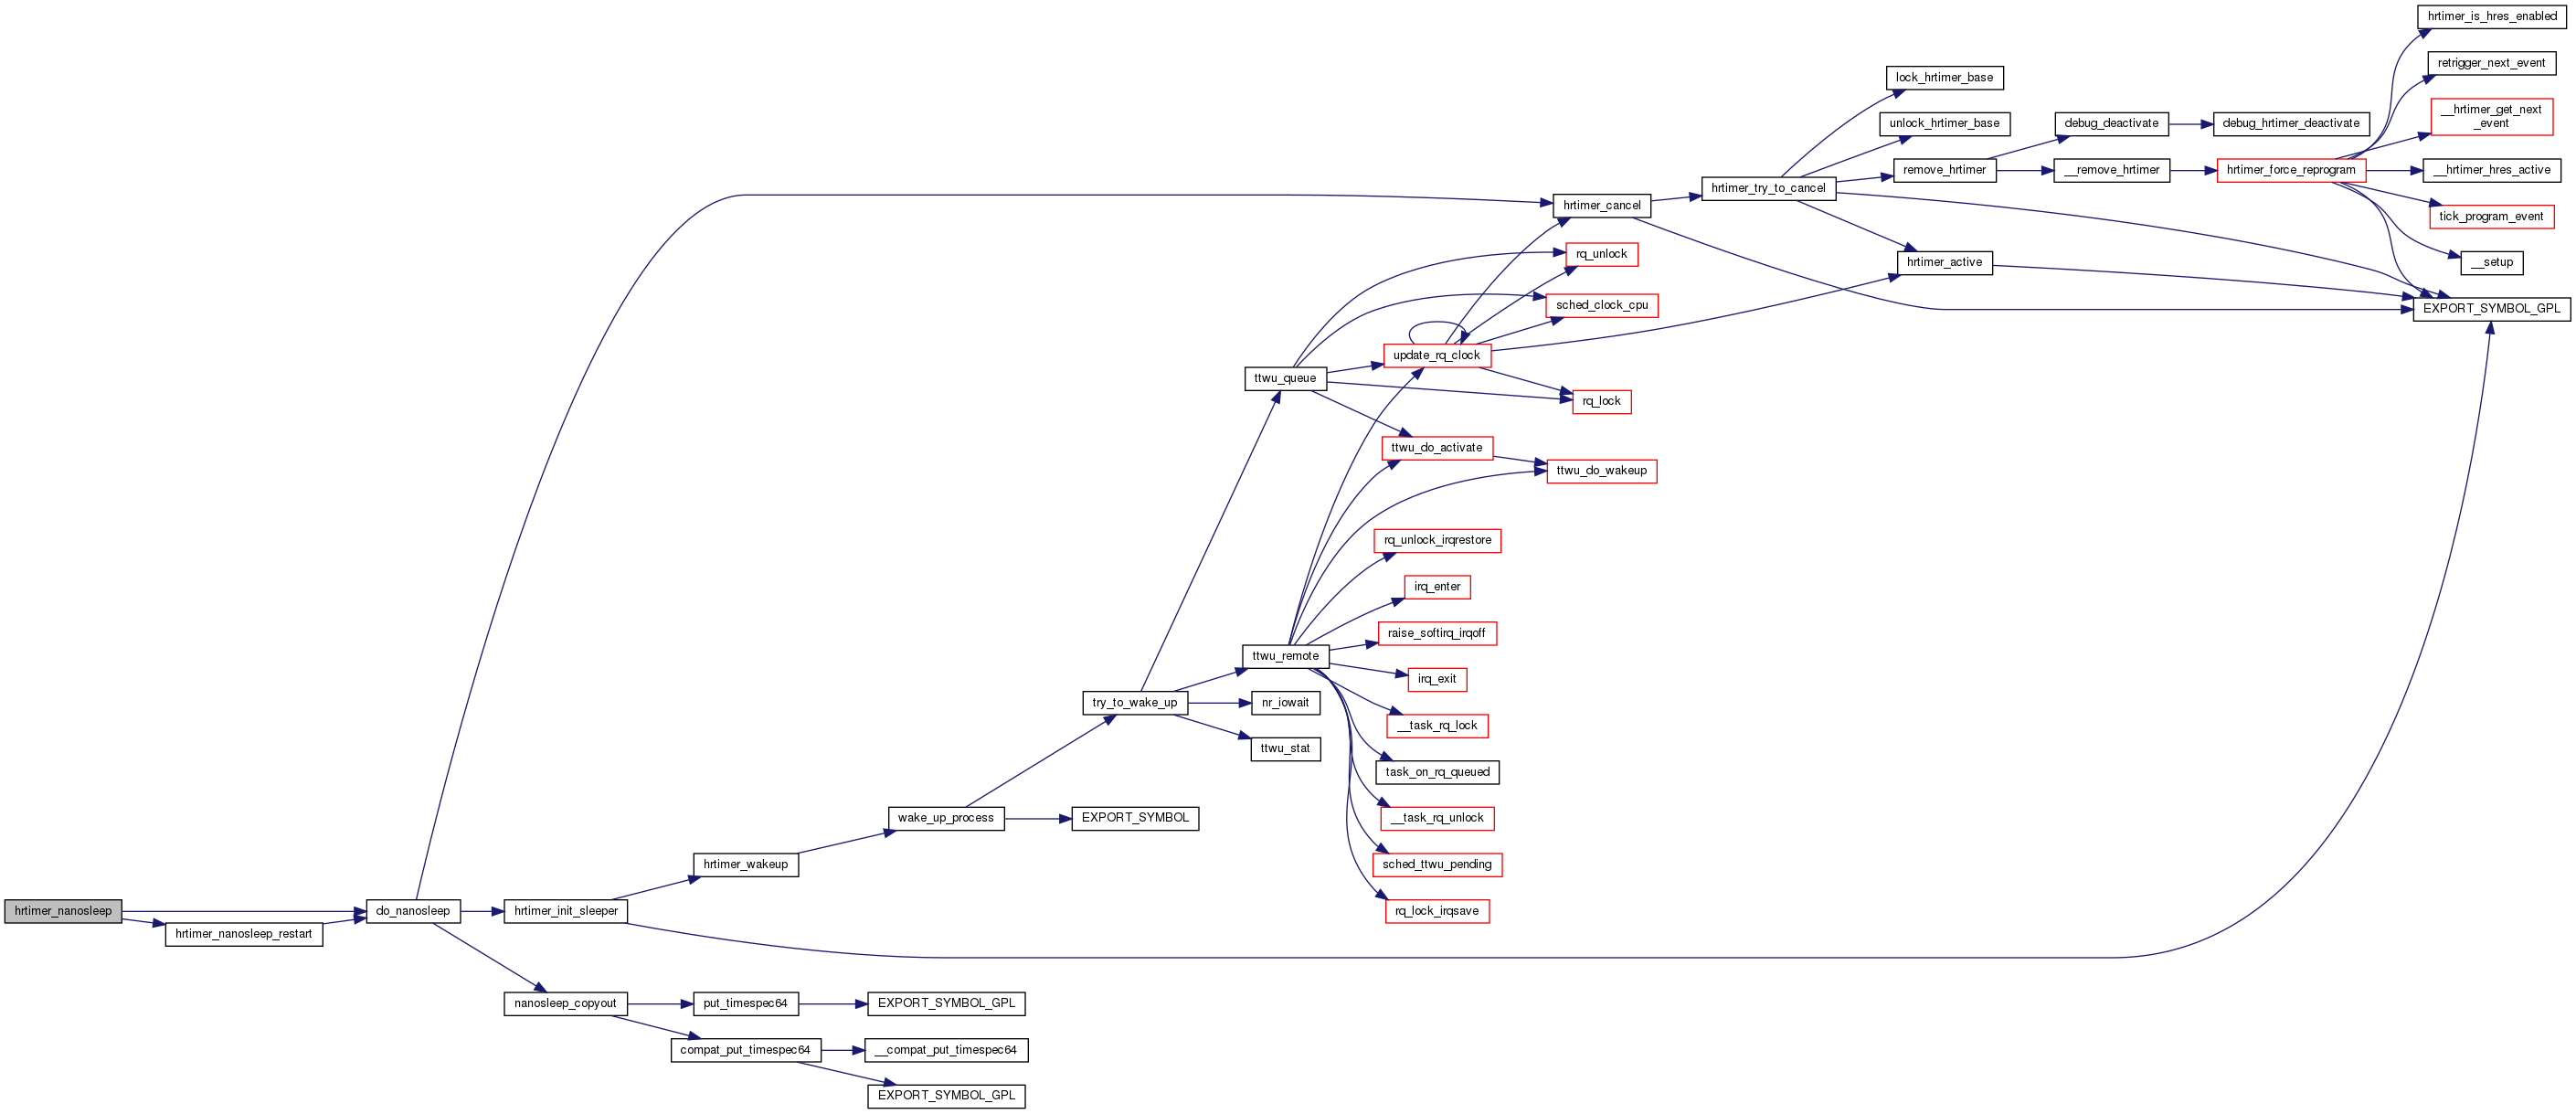 hrtimer_nanosleep
hrtimer_nanosleep_restart
do_nanosleep
hrtimer_init_sleeper
nanosleep_copyout
hrtimer_wakeup
put_timespec64
compat_put_timespec64
wake_up_process
EXPORT_SYMBOL_GPL
__compat_put_timespec64
EXPORT_SYMBOL_GPL
try_to_wake_up
EXPORT_SYMBOL
ttwu_queue
ttwu_remote
nr_iowait
ttwu_stat
update_rq_clock
ttwu_do_activate
rq_unlock_irqrestore
irq_enter
raise_softirq_irqoff
irq_exit
__task_rq_lock
task_on_rq_queued
__task_rq_unlock
sched_ttwu_pending
rq_lock_irqsave
hrtimer_cancel
rq_unlock
sched_clock_cpu
rq_lock
ttwu_do_wakeup
hrtimer_try_to_cancel
lock_hrtimer_base
unlock_hrtimer_base
remove_hrtimer
hrtimer_active
debug_deactivate
__remove_hrtimer
debug_hrtimer_deactivate
hrtimer_force_reprogram
hrtimer_is_hres_enabled
retrigger_next_event
__hrtimer_get_next
_event
__hrtimer_hres_active
tick_program_event
__setup
EXPORT_SYMBOL_GPL